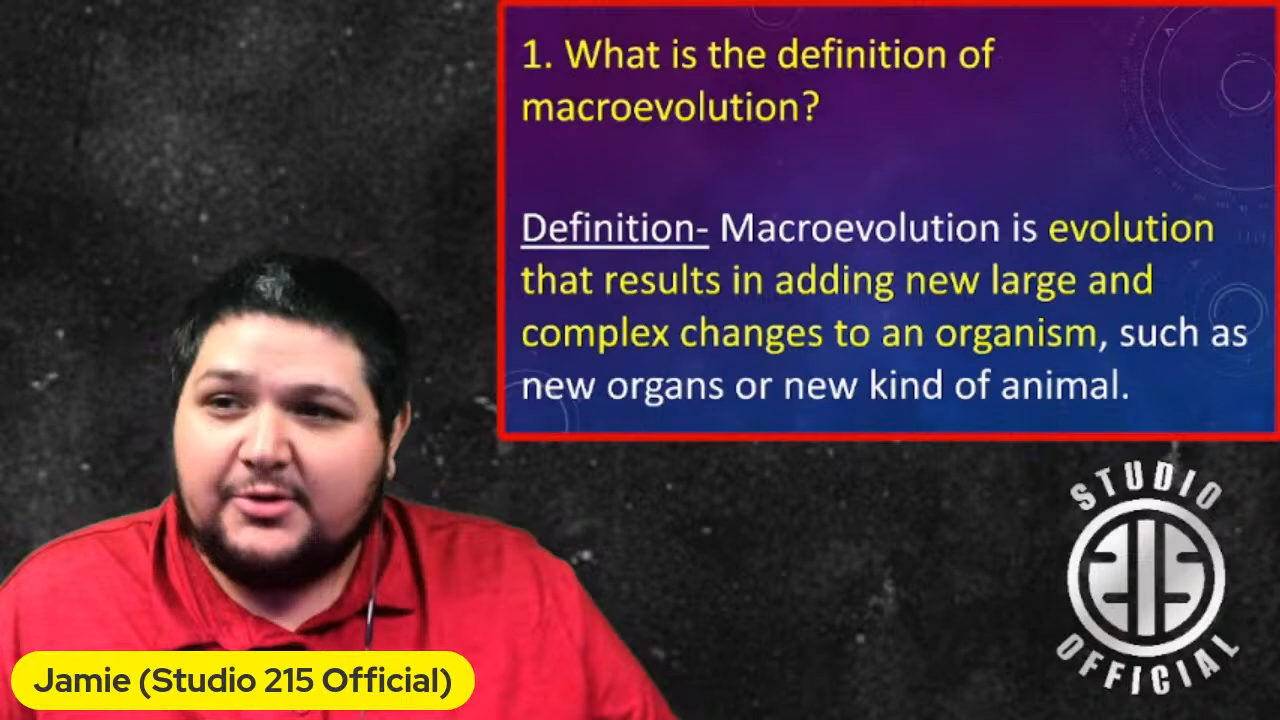 1. What is the definition of
macroevolution?
Definition- Macroevolution is evolution
that results in adding new large and
complex changes to an organism, such as
new organs or new kind of animal.
STUDIO
215
OFFICIAL
Jamie (Studio 215 Official)